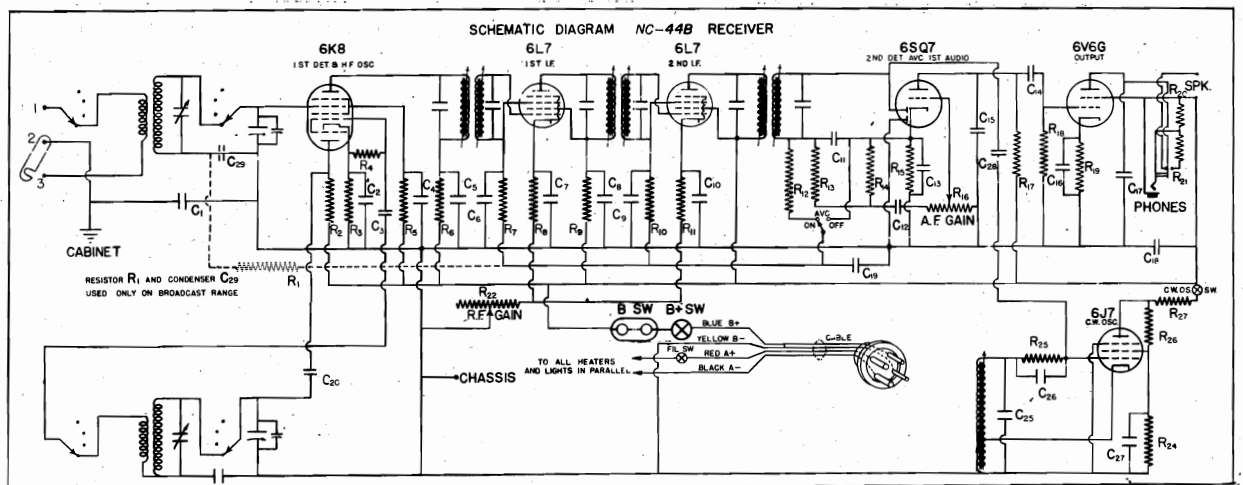 SCHEMATIC DIAGRAM NC-44B RECEIVER
6K8
1ST DET & H F OSC
6L7
1ST I.F.
6L7
2ND I.F.
6SQ7
2ND DET AVC 1ST AUDIO
6V6G
OUTPUT
SPK.
1
2
3
C29
C1
CABINET
RESISTOR R1 AND CONDENSER C29
USED ONLY ON BROADCAST RANGE
R1
R2
R3
R4
C2
C3
R5
C4
R6
C5
C6
R7
R8
C7
R9
C8
C9
R10
R11
C10
R12
R13
C11
AVC
ON OFF
R14
R15
C13
C12
R16
A.F. GAIN
C15
C28
C14
R17
R18
C16
R19
C17
R20
R21
PHONES
C18
C19
R22
R.F. GAIN
B SW
B+ SW
BLUE B+
YELLOW B-
RED A+
BLACK A-
FIL SW
CABLE
TO ALL HEATERS
AND LIGHTS IN PARALLEL
CHASSIS
C20
C.W. OS. SW.
R27
6J7
C.W. OSC.
R26
R25
C26
C25
C27
R24